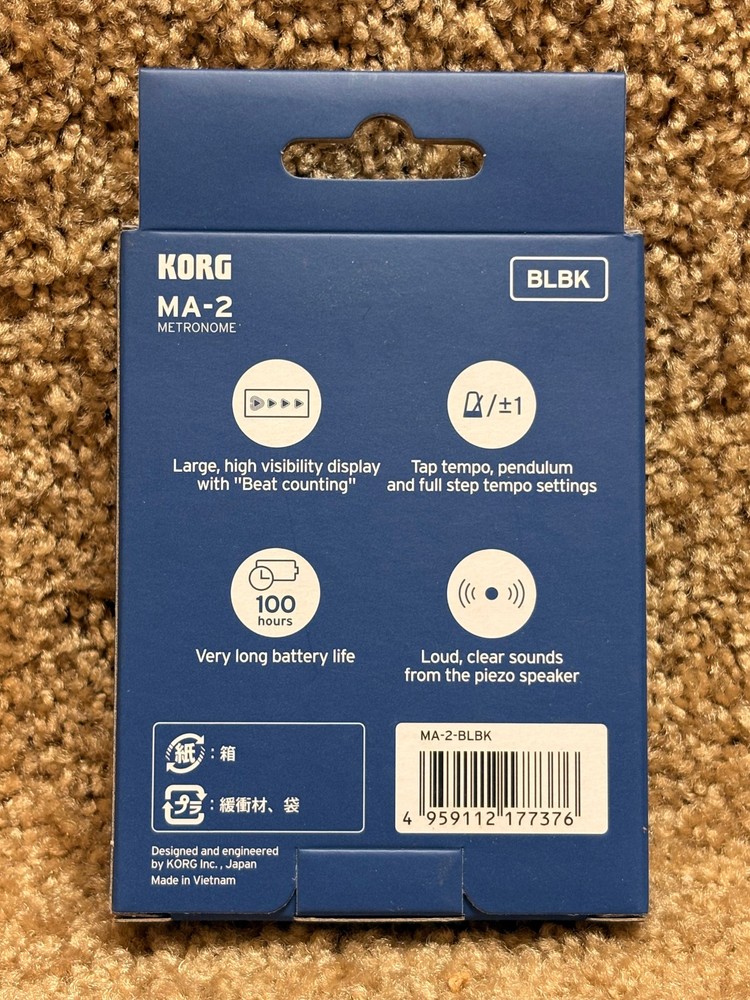 KORG
BLBK
MA-2
METRONOME
/±1
Large, high visibility display
with "Beat counting"
Tap tempo, pendulum
and full step tempo settings
100
hours
Very long battery life
Loud, clear sounds
from the piezo speaker
紙:箱
プラ:緩衝材、袋
MA-2-BLBK
4 959112 177376
Designed and engineered
by KORG Inc., Japan
Made in Vietnam